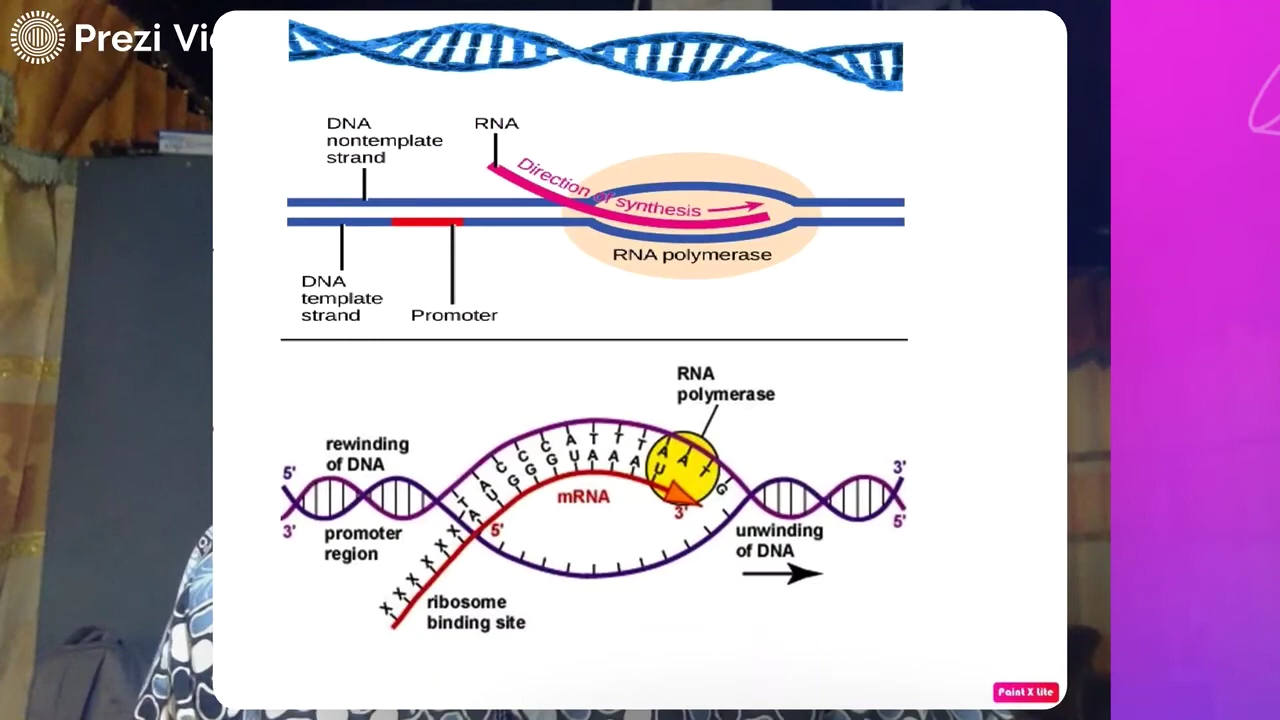 Prezi Vi
DNA
nontemplate
strand
RNA
Direction of synthesis
RNA polymerase
DNA
template
strand
Promoter
RNA
polymerase
rewinding
of DNA
5'
3'
T A C C C A T T T A A T G
A U G G G U A A A U
mRNA
3'
5'
3'
5'
promoter
region
unwinding
of DNA
X X X X X X
ribosome
binding site
Paint X lite